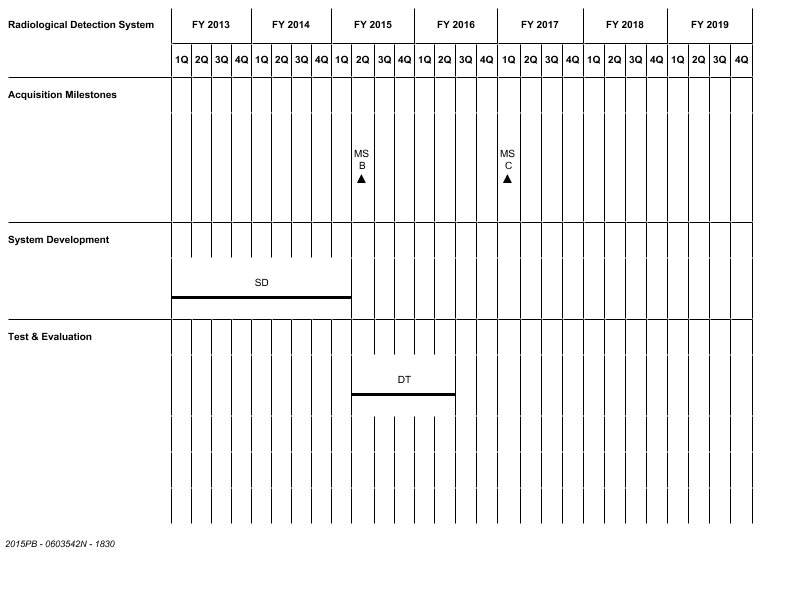 Radiological Detection System FY 2013 FY 2014 FY 2015 FY 2016 FY 2017 FY 2018 FY 2019
1Q 2Q 3Q 4Q 1Q 2Q 3Q 4Q 1Q 2Q 3Q 4Q 1Q 2Q 3Q 4Q 1Q 2Q 3Q 4Q 1Q 2Q 3Q 4Q 1Q 2Q 3Q 4Q
Acquisition Milestones
MS MS
B C
System Development
SD
Test & Evaluation
DT
2015PB - 0603542N - 1830